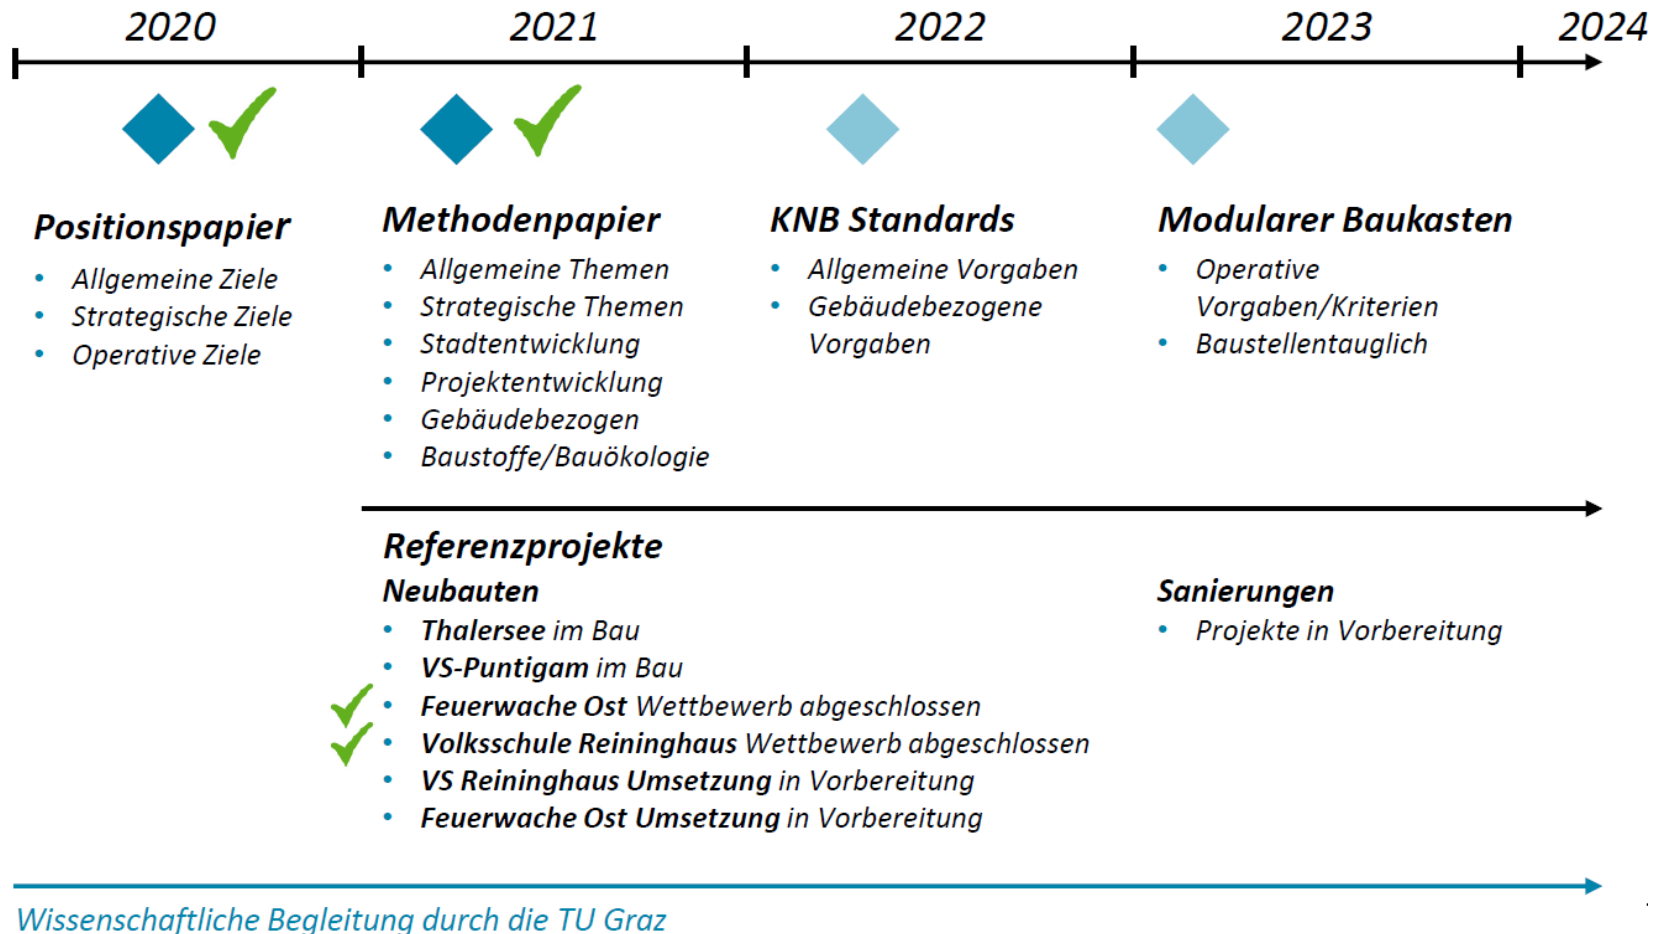 2020 2021 2022 2023 2024
Positionspapier
• Allgemeine Ziele
• Strategische Ziele
• Operative Ziele
Methodenpapier
• Allgemeine Themen
• Strategische Themen
• Stadtentwicklung
• Projektentwicklung
• Gebäudebezogen
• Baustoffe/Bauökologie
KNB Standards
• Allgemeine Vorgaben
• Gebäudebezogene
Vorgaben
Modularer Baukasten
• Operative
Vorgaben/Kriterien
• Baustellentauglich
Referenzprojekte
Neubauten
• Thalersee im Bau
• VS-Puntigam im Bau
• Feuerwache Ost Wettbewerb abgeschlossen
• Volksschule Reininghaus Wettbewerb abgeschlossen
• VS Reininghaus Umsetzung in Vorbereitung
• Feuerwache Ost Umsetzung in Vorbereitung
Sanierungen
• Projekte in Vorbereitung
Wissenschaftliche Begleitung durch die TU Graz